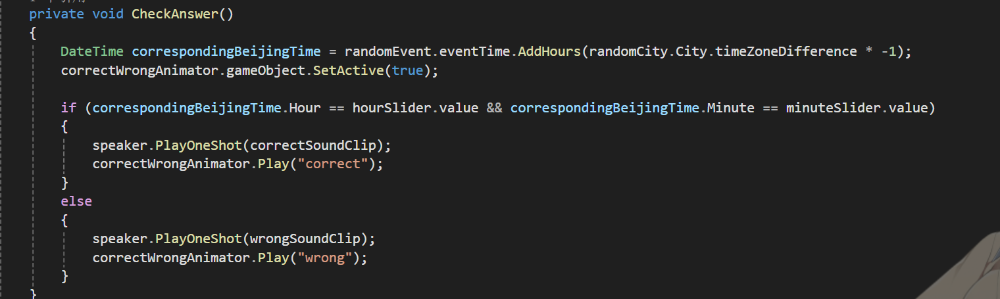 private void CheckAnswer()
{
DateTime correspondingBeijingTime = randomEvent.eventTime.AddHours(randomCity.City.timeZoneDifference * -1);
correctWrongAnimator.gameObject.SetActive(true);
if (correspondingBeijingTime.Hour == hourSlider.value && correspondingBeijingTime.Minute == minuteSlider.value)
{
speaker.PlayOneShot(correctSoundClip);
correctWrongAnimator.Play("correct");
}
else
{
speaker.PlayOneShot(wrongSoundClip);
correctWrongAnimator.Play("wrong");
}
}